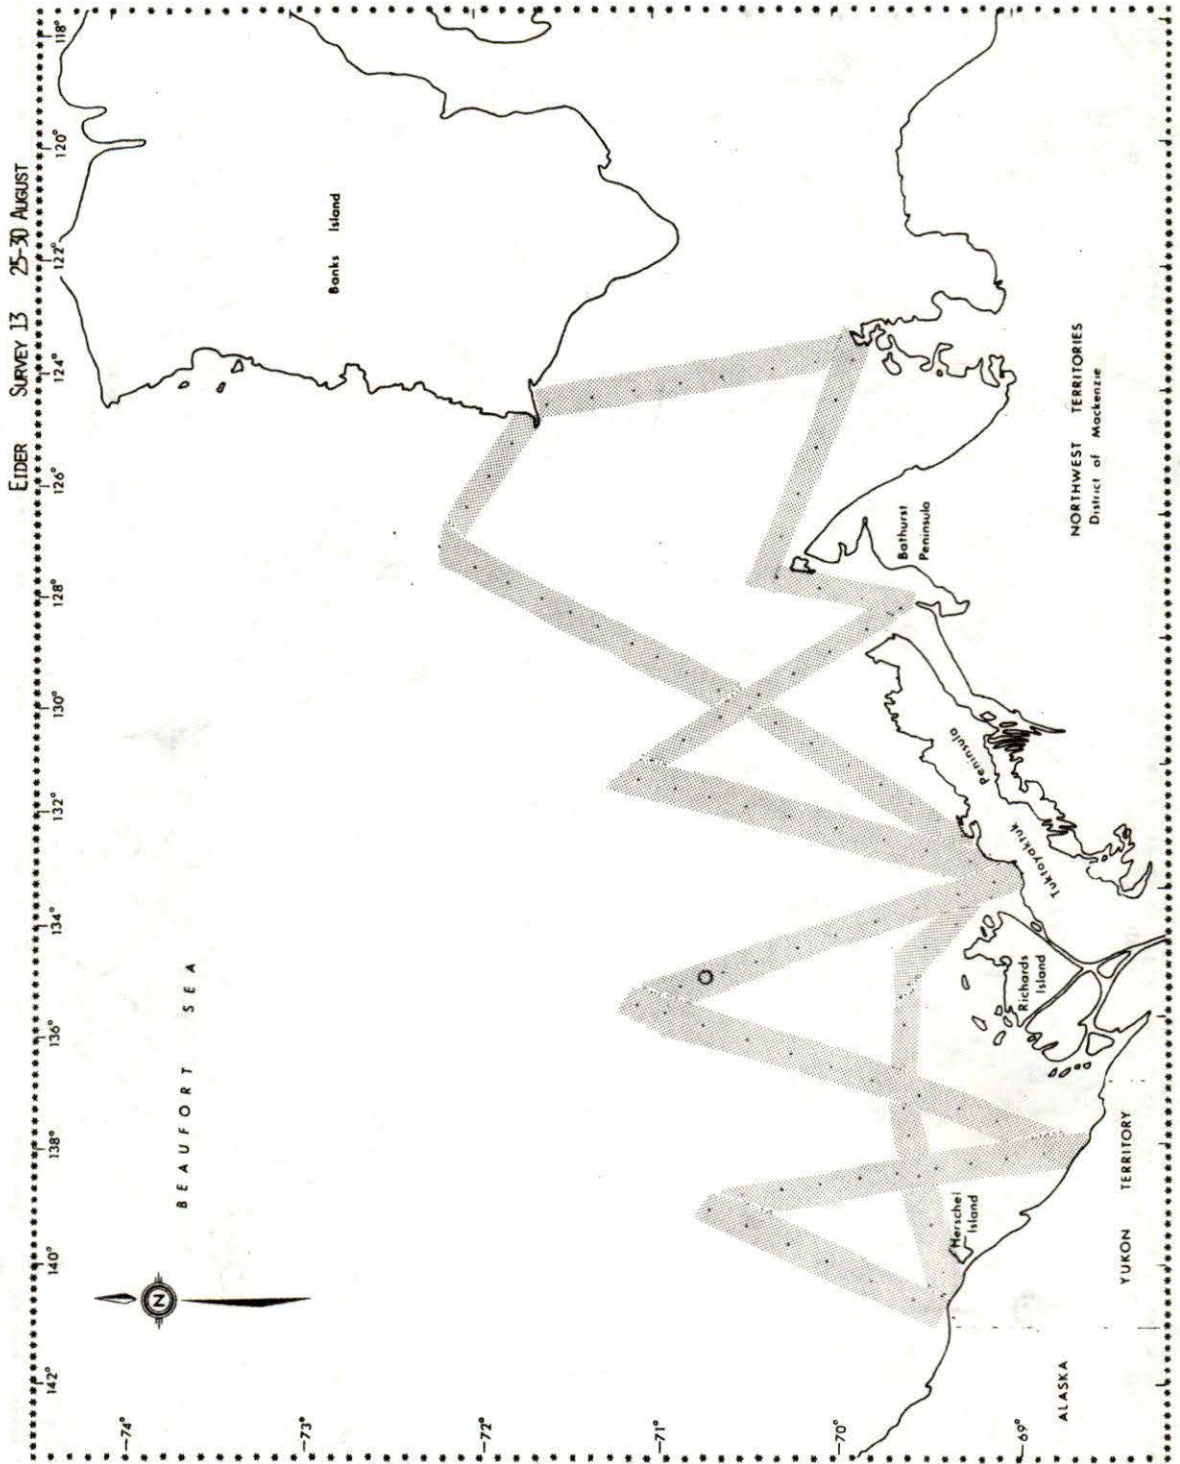 EIDER SURVEY 13 25-30 AUGUST
142° 140° 138° 136° 134° 132° 130° 128° 126° 124° 122° 120° 118°
74°
73°
72°
71°
70°
69°
BEAUFORT SEA
N
Banks Island
Bathurst
Peninsula
Tuktoyaktuk Peninsula
Richards
Island
Herschel
Island
NORTHWEST TERRITORIES
District of Mackenzie
YUKON TERRITORY
ALASKA